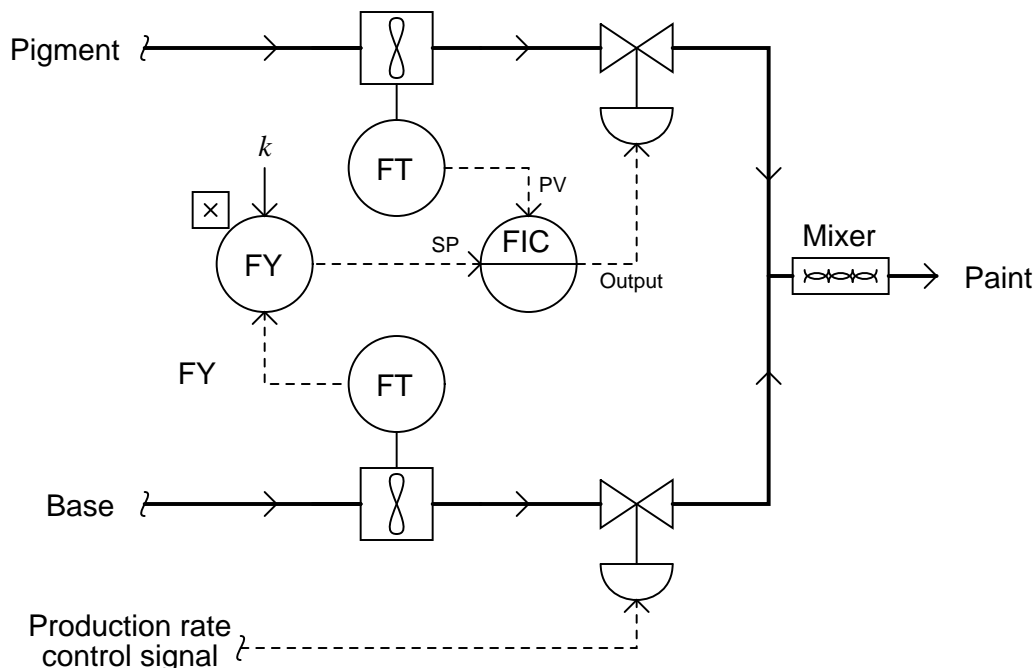 Pigment
FT
k
PV
×
SP
FIC
FY
Output
Mixer
Paint
FY
FT
Base
Production rate
control signal